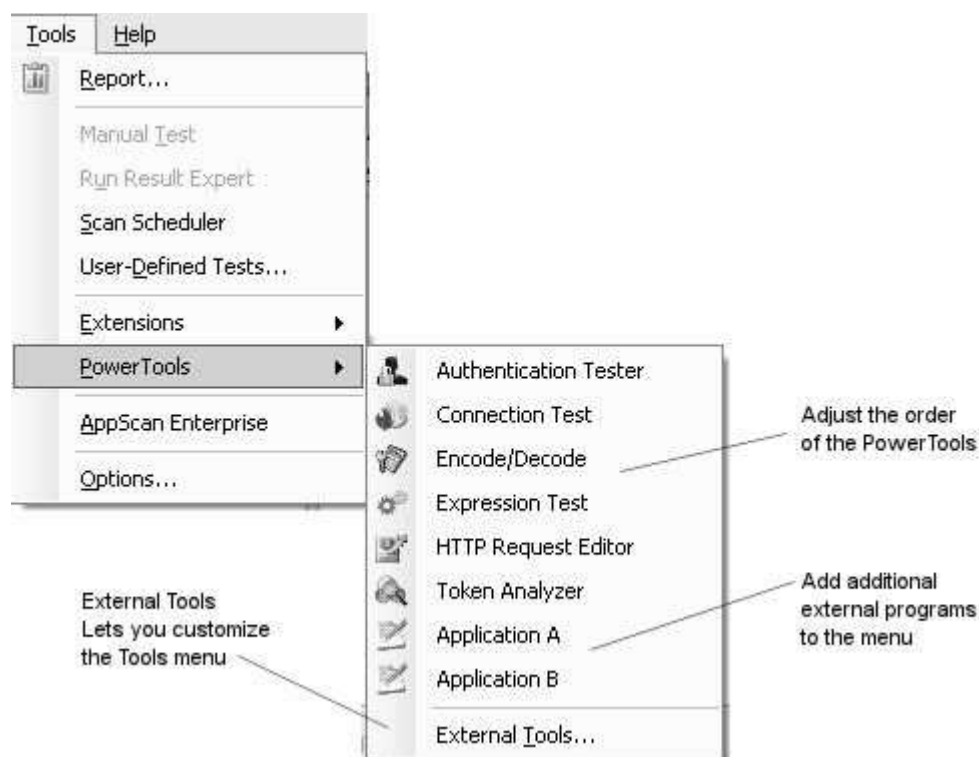 Tools Help
Report...
Manual Test
Run Result Expert
Scan Scheduler
User-Defined Tests...
Extensions
PowerTools
AppScan Enterprise
Options...
Authentication Tester
Connection Test
Encode/Decode
Expression Test
HTTP Request Editor
Token Analyzer
Application A
Application B
External Tools...
Adjust the order
of the PowerTools
Add additional
external programs
to the menu
External Tools
Lets you customize
the Tools menu